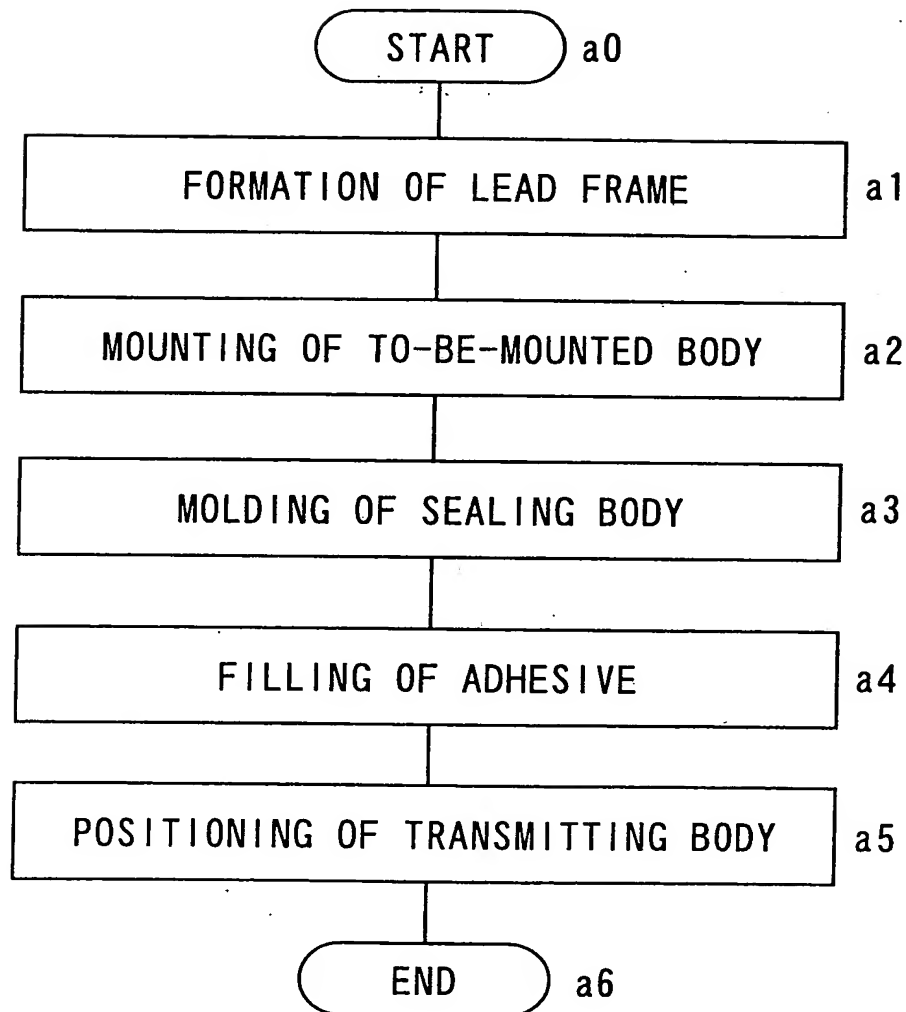 START a0
FORMATION OF LEAD FRAME a1
MOUNTING OF TO-BE-MOUNTED BODY a2
MOLDING OF SEALING BODY a3
FILLING OF ADHESIVE a4
POSITIONING OF TRANSMITTING BODY a5
END a6